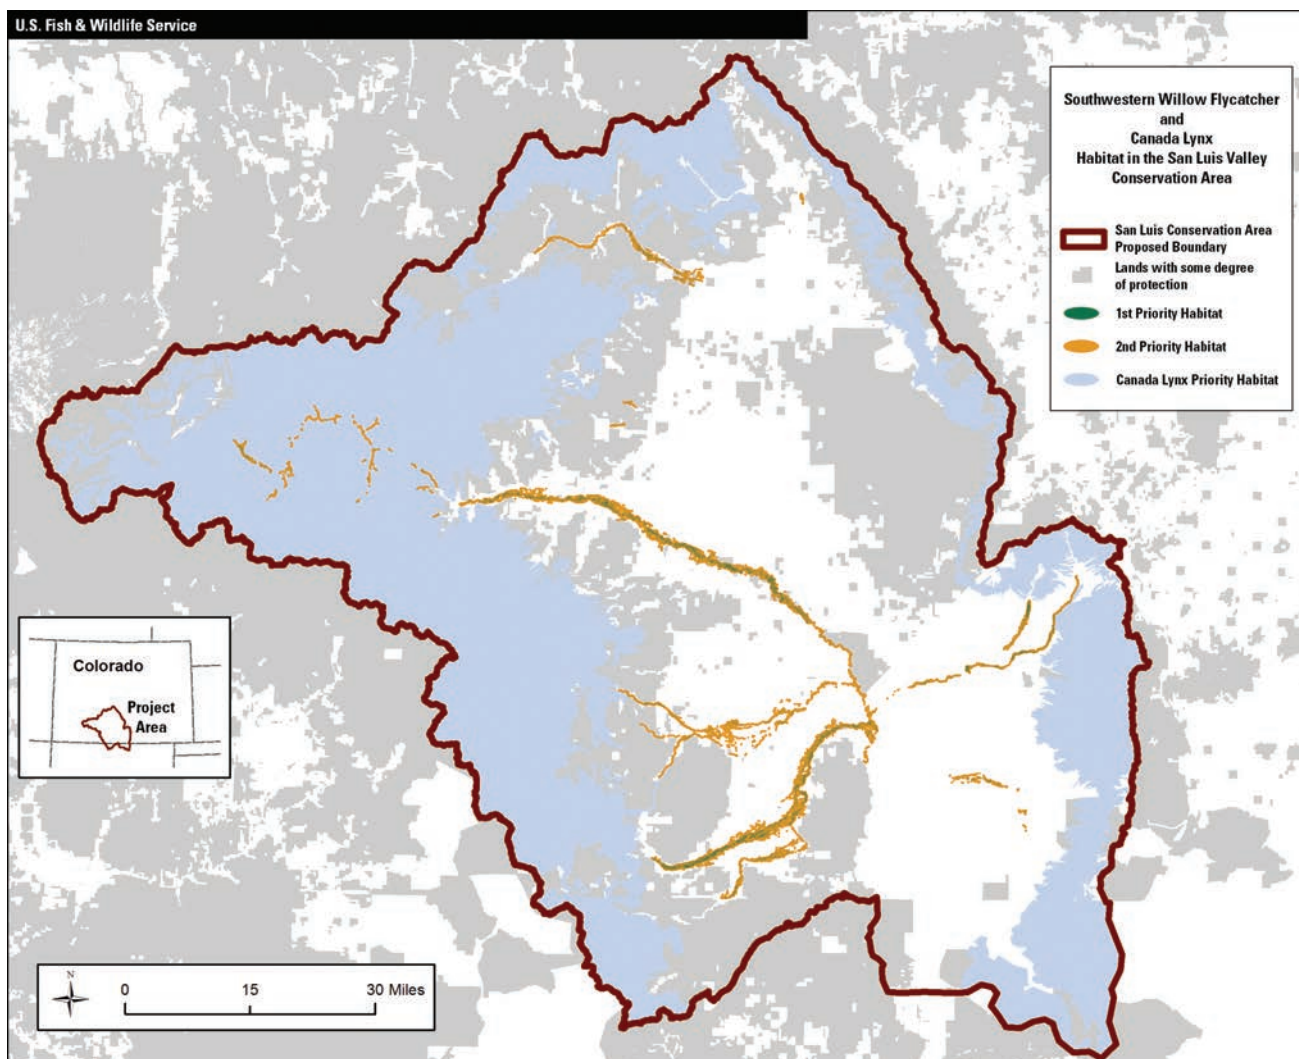 U.S. Fish & Wildlife Service
Southwestern Willow Flycatcher
and
Canada Lynx
Habitat in the San Luis Valley
Conservation Area
San Luis Conservation Area
Proposed Boundary
Lands with some degree
of protection
1st Priority Habitat
2nd Priority Habitat
Canada Lynx Priority Habitat
Colorado
Project
Area
N
0 15 30 Miles